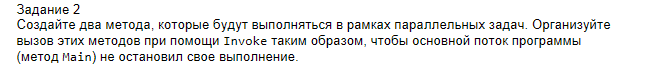 Задание 2
Создайте два метода, которые будут выполняться в рамках параллельных задач. Организуйте
вызов этих методов при помощи Invoke таким образом, чтобы основной поток программы
(метод Main) не остановил свое выполнение.